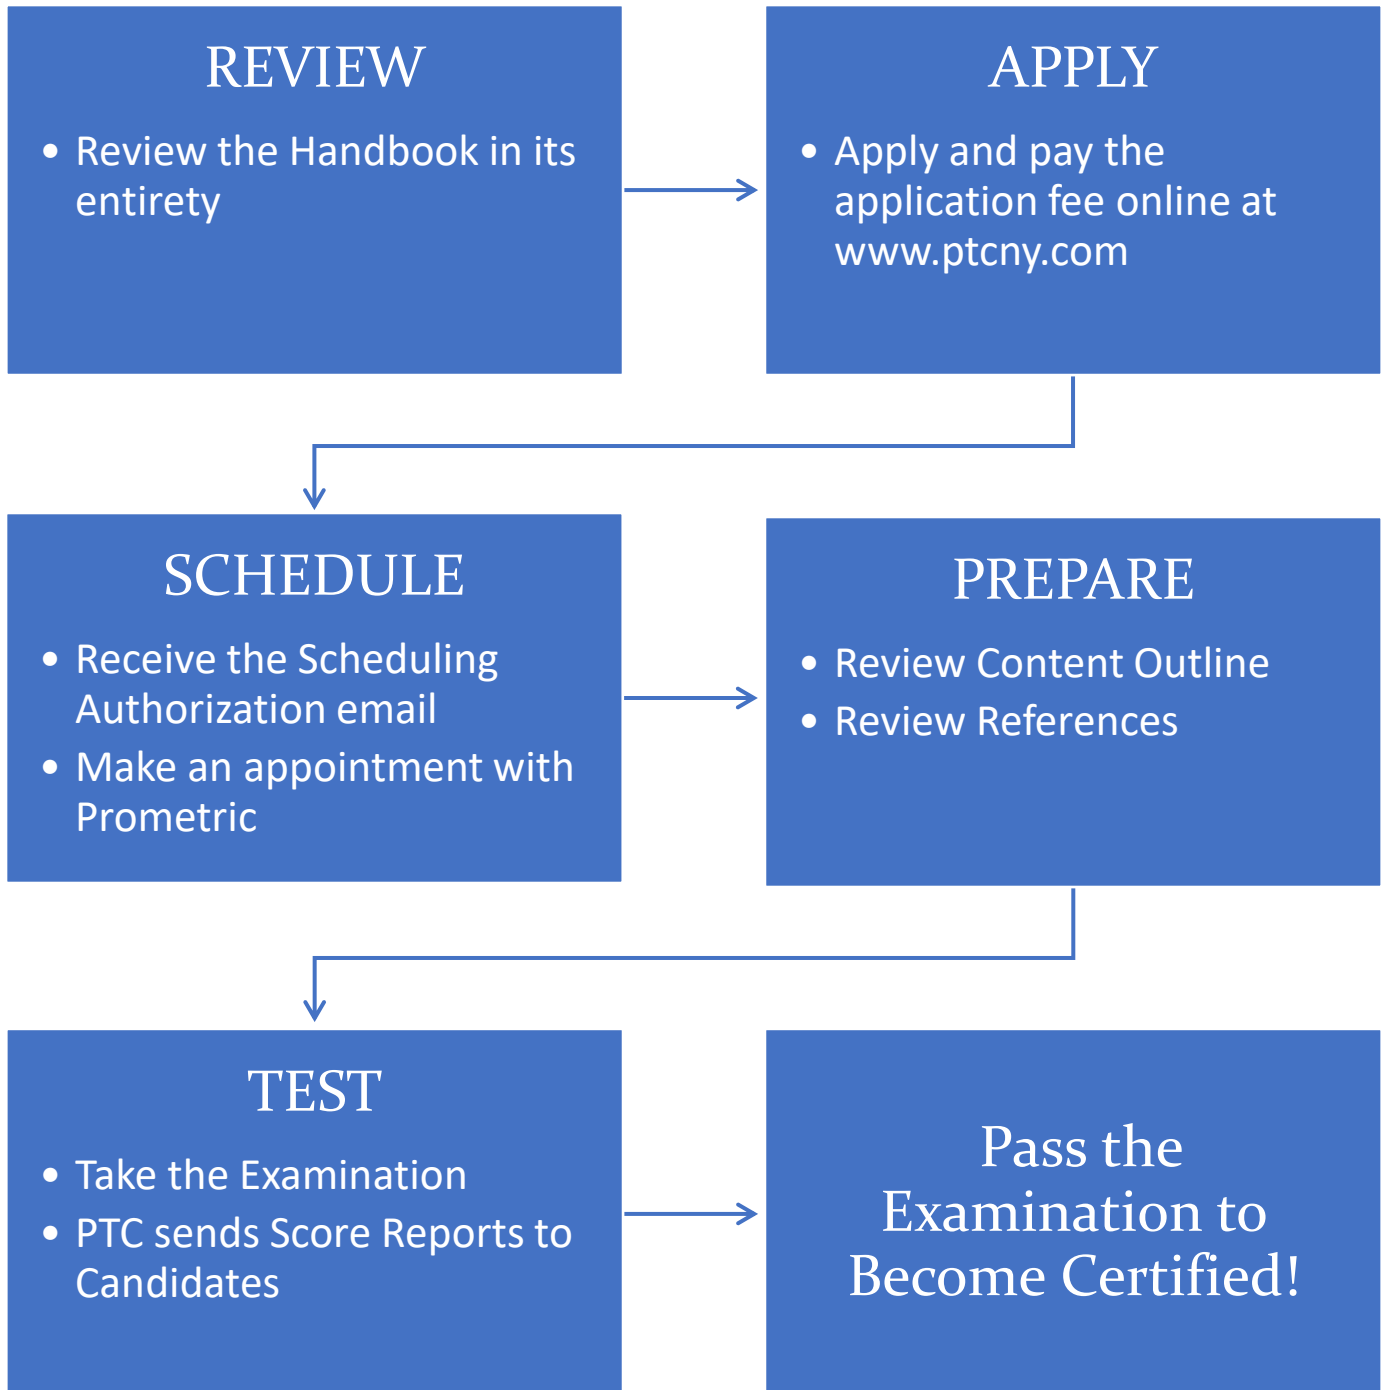 REVIEW
• Review the Handbook in its
entirety
APPLY
• Apply and pay the
application fee online at
www.ptcny.com
SCHEDULE
• Receive the Scheduling
Authorization email
• Make an appointment with
Prometric
PREPARE
• Review Content Outline
• Review References
TEST
• Take the Examination
• PTC sends Score Reports to
Candidates
Pass the
Examination to
Become Certified!